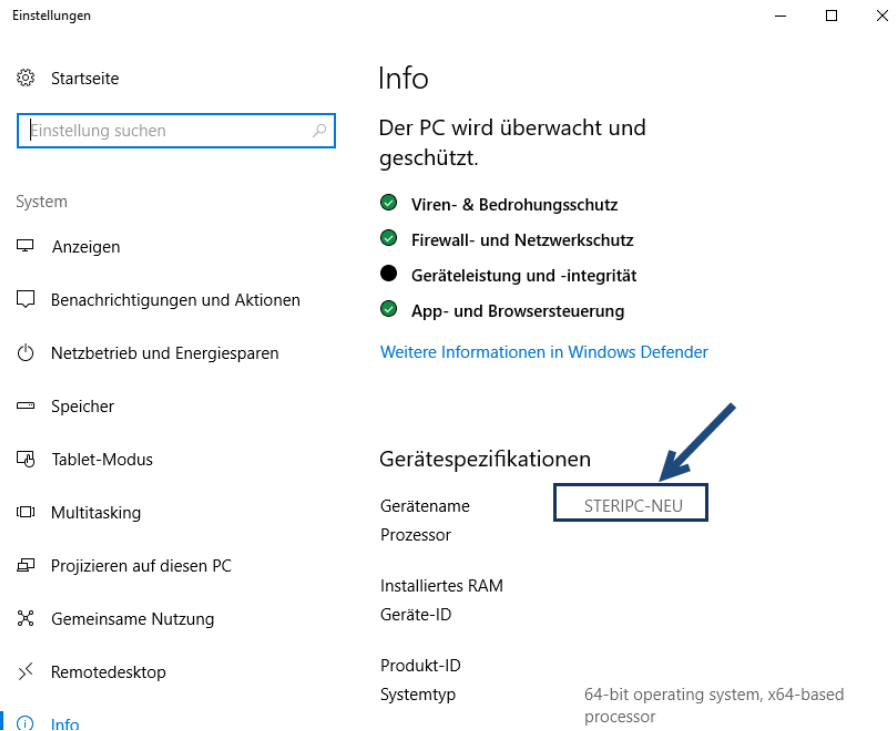 Einstellungen
Startseite
Einstellung suchen
System
Anzeigen
Benachrichtigungen und Aktionen
Netzbetrieb und Energiesparen
Speicher
Tablet-Modus
Multitasking
Projizieren auf diesen PC
Gemeinsame Nutzung
Remotedesktop
Info
Info
Der PC wird überwacht und
geschützt.
Viren- & Bedrohungsschutz
Firewall- und Netzwerkschutz
Geräteleistung und -integrität
App- und Browsersteuerung
Weitere Informationen in Windows Defender
Gerätespezifikationen
Gerätename STERIPC-NEU
Prozessor
Installiertes RAM
Geräte-ID
Produkt-ID
Systemtyp 64-bit operating system, x64-based
processor